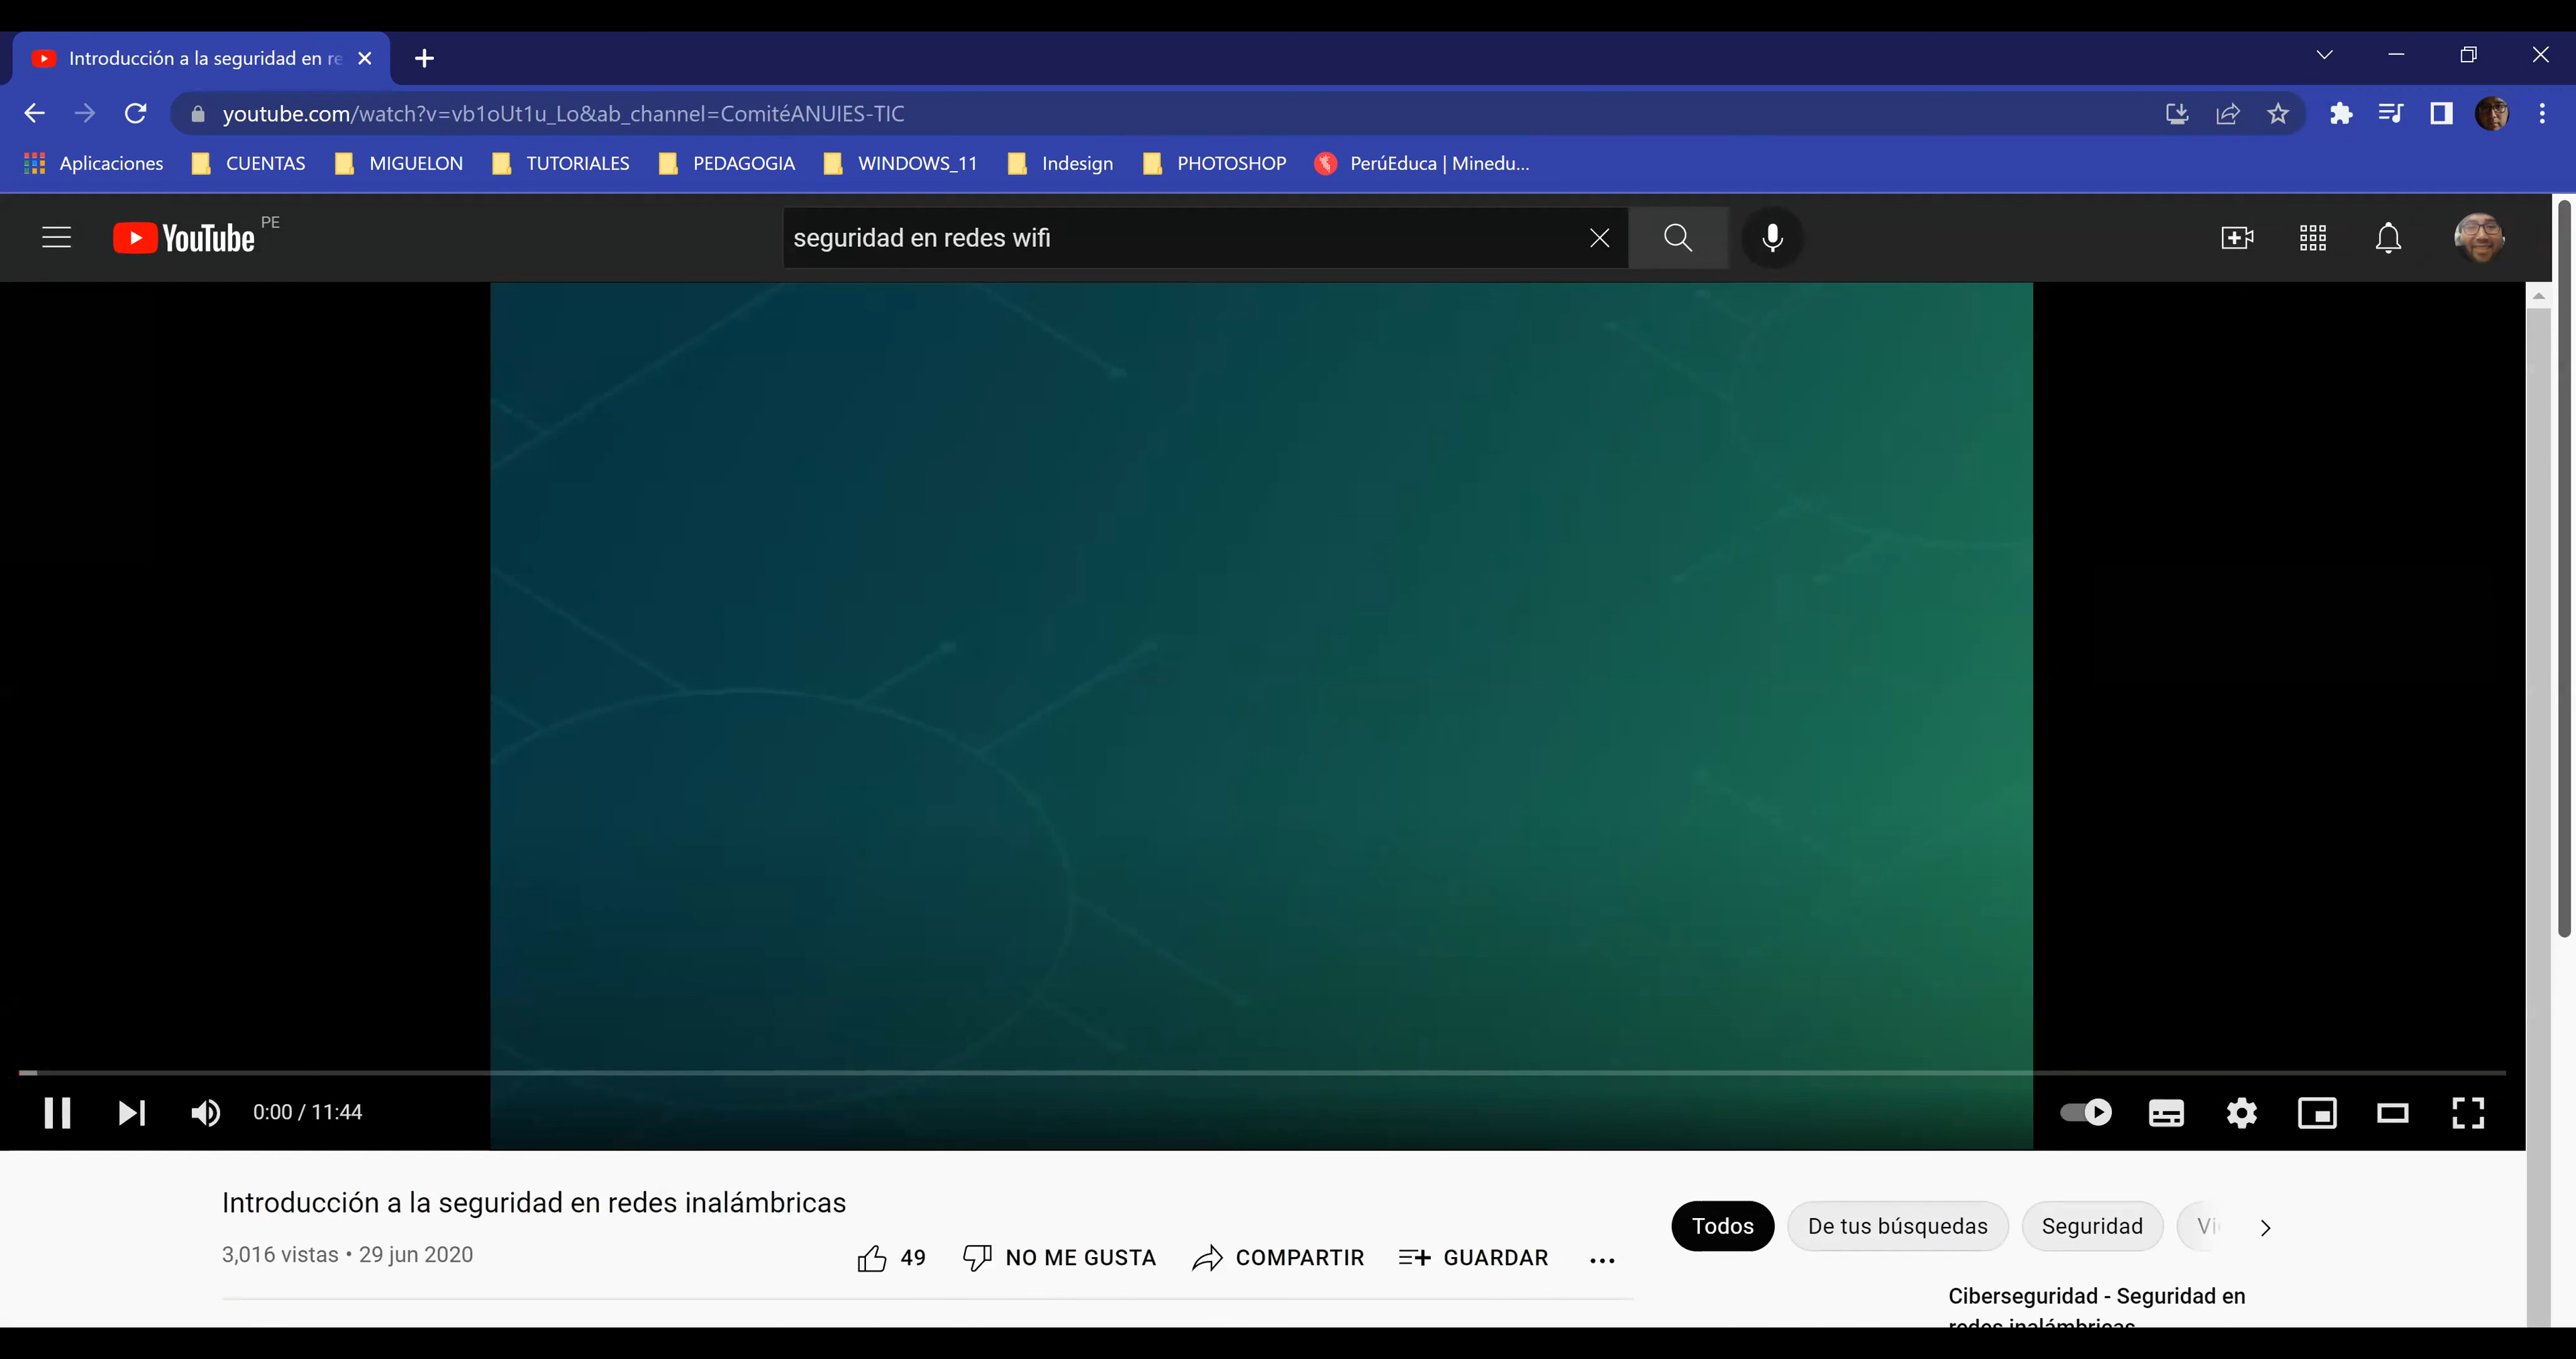 Introducción a la seguridad en re
youtube.com/watch?v=vb1oUt1u_Lo&ab_channel=ComitéANUIES-TIC
Aplicaciones CUENTAS MIGUELON TUTORIALES PEDAGOGIA WINDOWS_11 Indesign PHOTOSHOP PerúEduca | Minedu...
YouTube PE
seguridad en redes wifi
0:00 / 11:44
Introducción a la seguridad en redes inalámbricas
3,016 vistas • 29 jun 2020
49 NO ME GUSTA COMPARTIR GUARDAR
Todos De tus búsquedas Seguridad Vi
Ciberseguridad - Seguridad en
redes inalámbricas